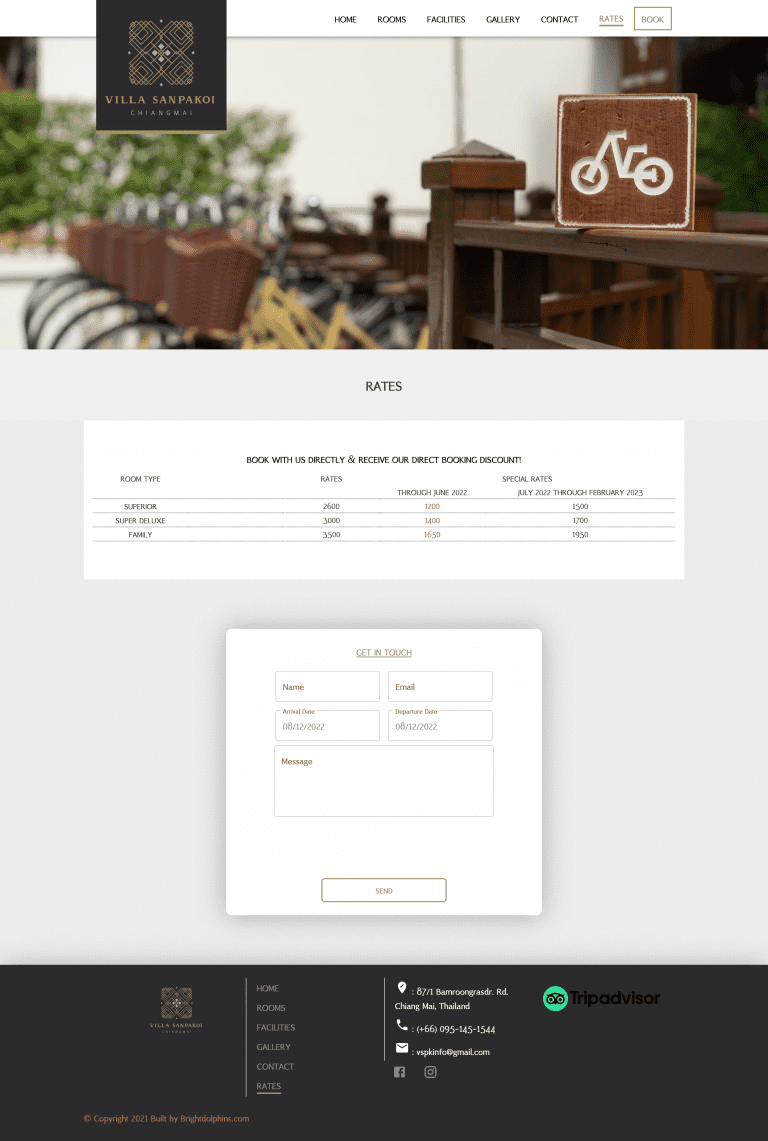 HOME ROOMS FACILITIES GALLERY CONTACT RATES BOOK
VILLA SANPAKOI
CHIANGMAI
RATES
BOOK WITH US DIRECTLY & RECEIVE OUR DIRECT BOOKING DISCOUNT!
ROOM TYPE RATES SPECIAL RATES
THROUGH JUNE 2022 JULY 2022 THROUGH FEBRUARY 2023
SUPERIOR 2600 1200 1500
SUPER DELUXE 3000 1400 1700
FAMILY 3500 1650 1950
GET IN TOUCH
Name Email
Arrival Date Departure Date
08/12/2022 08/12/2022
Message
SEND
VILLA SANPAKOI
CHIANGMAI
HOME
ROOMS
FACILITIES
GALLERY
CONTACT
RATES
: 87/1 Bamroongrasdr. Rd.
Chiang Mai, Thailand
: (+66) 095-145-1544
: vspkinfo@gmail.com
Tripadvisor
© Copyright 2021 Built by Brightdolphins.com